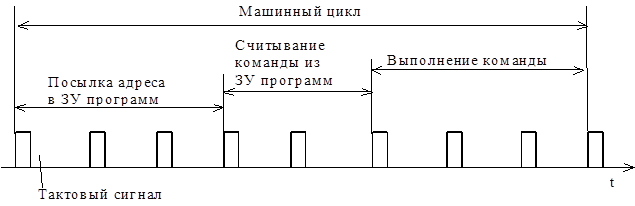 Машинный цикл
Считывание
команды из
ЗУ программ
Выполнение команды
Посылка адреса
в ЗУ программ
Тактовый сигнал
t